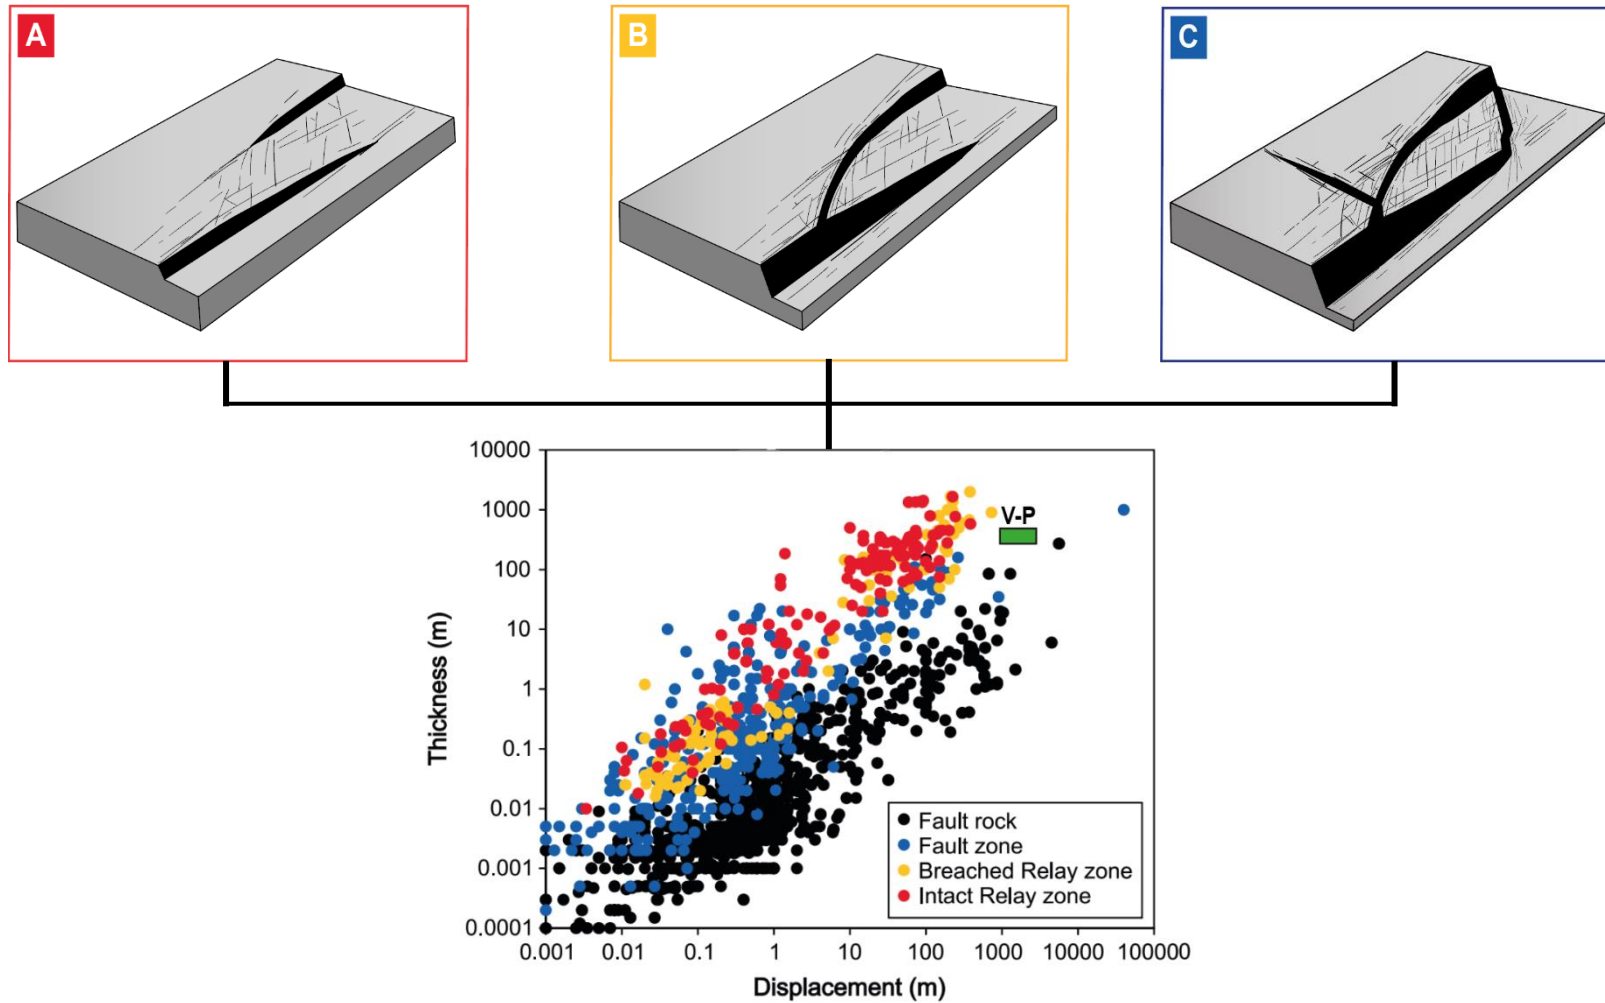 A
B
C
10000
1000
100
10
1
0.1
0.01
0.001
0.0001
Thickness (m)
V-P
Fault rock
Fault zone
Breached Relay zone
Intact Relay zone
0.001 0.01 0.1 1 10 100 1000 10000 100000
Displacement (m)